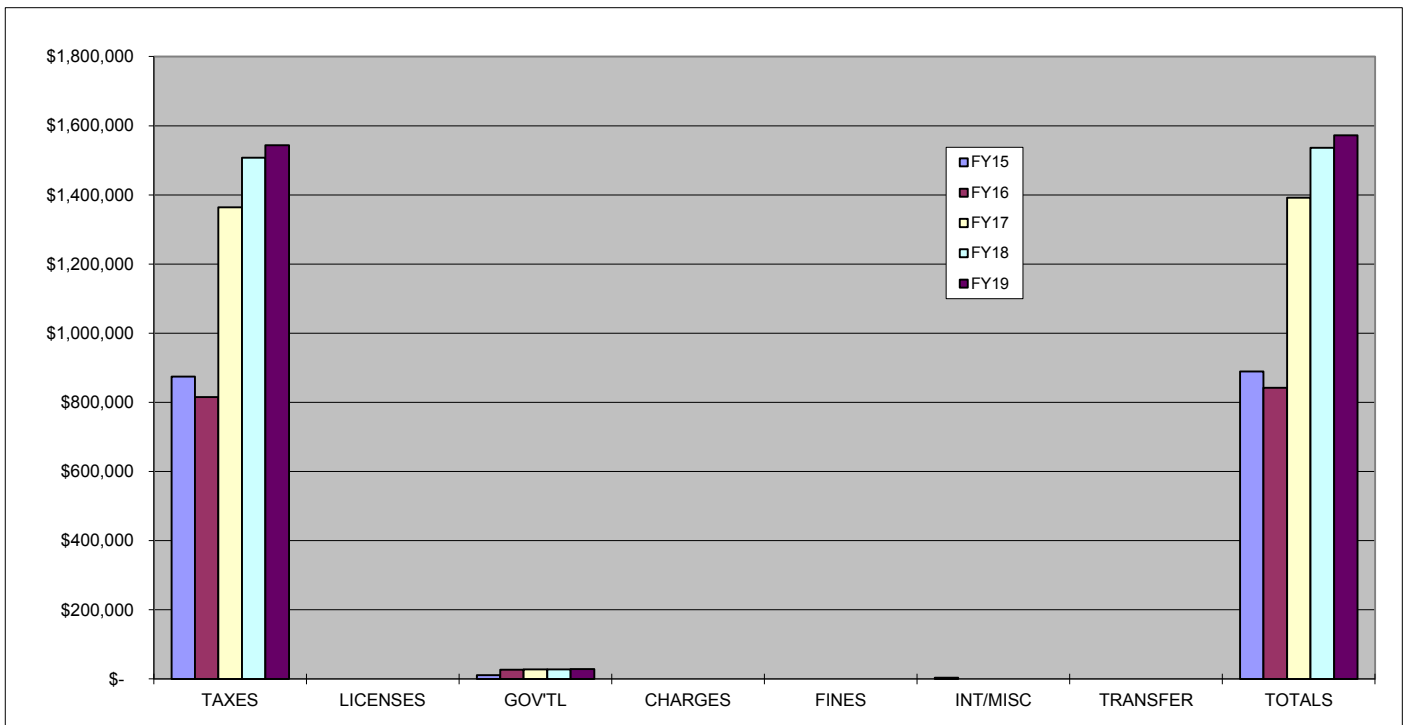 $1,800,000
$1,600,000
$1,400,000
$1,200,000
$1,000,000
$800,000
$600,000
$400,000
$200,000
$-
FY15
FY16
FY17
FY18
FY19
TAXES LICENSES GOV'TL CHARGES FINES INT/MISC TRANSFER TOTALS